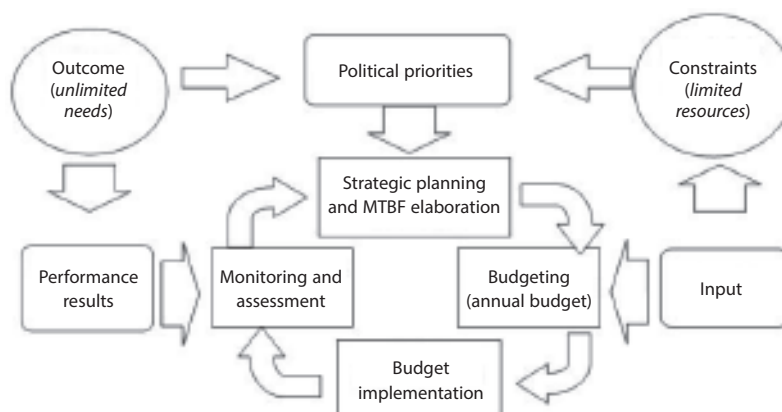 Outcome
(unlimited
needs)
Political priorities
Constraints
(limited
resources)
Strategic planning
and MTBF elaboration
Performance
results
Monitoring and
assessment
Budgeting
(annual budget)
Input
Budget
implementation